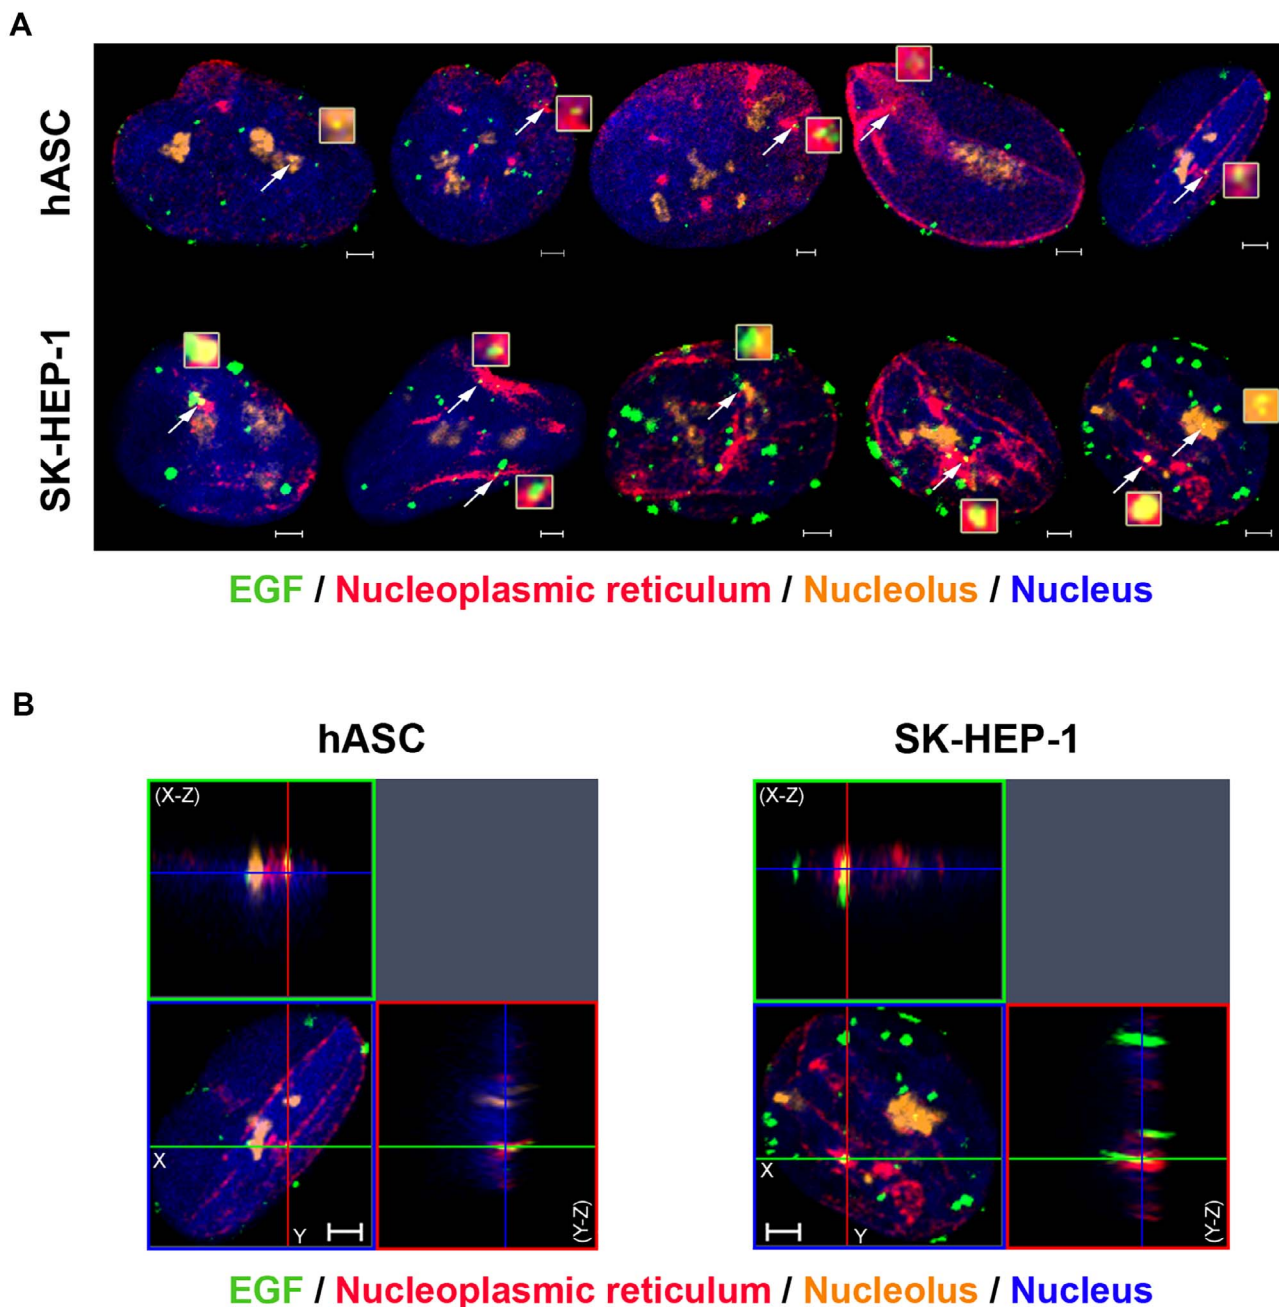 A
hASC
SK-HEP-1
EGF / Nucleoplasmic reticulum / Nucleolus / Nucleus
B
hASC
SK-HEP-1
(X-Z)
(X-Z)
X
Y
(Y-Z)
X
Y
(Y-Z)
EGF / Nucleoplasmic reticulum / Nucleolus / Nucleus